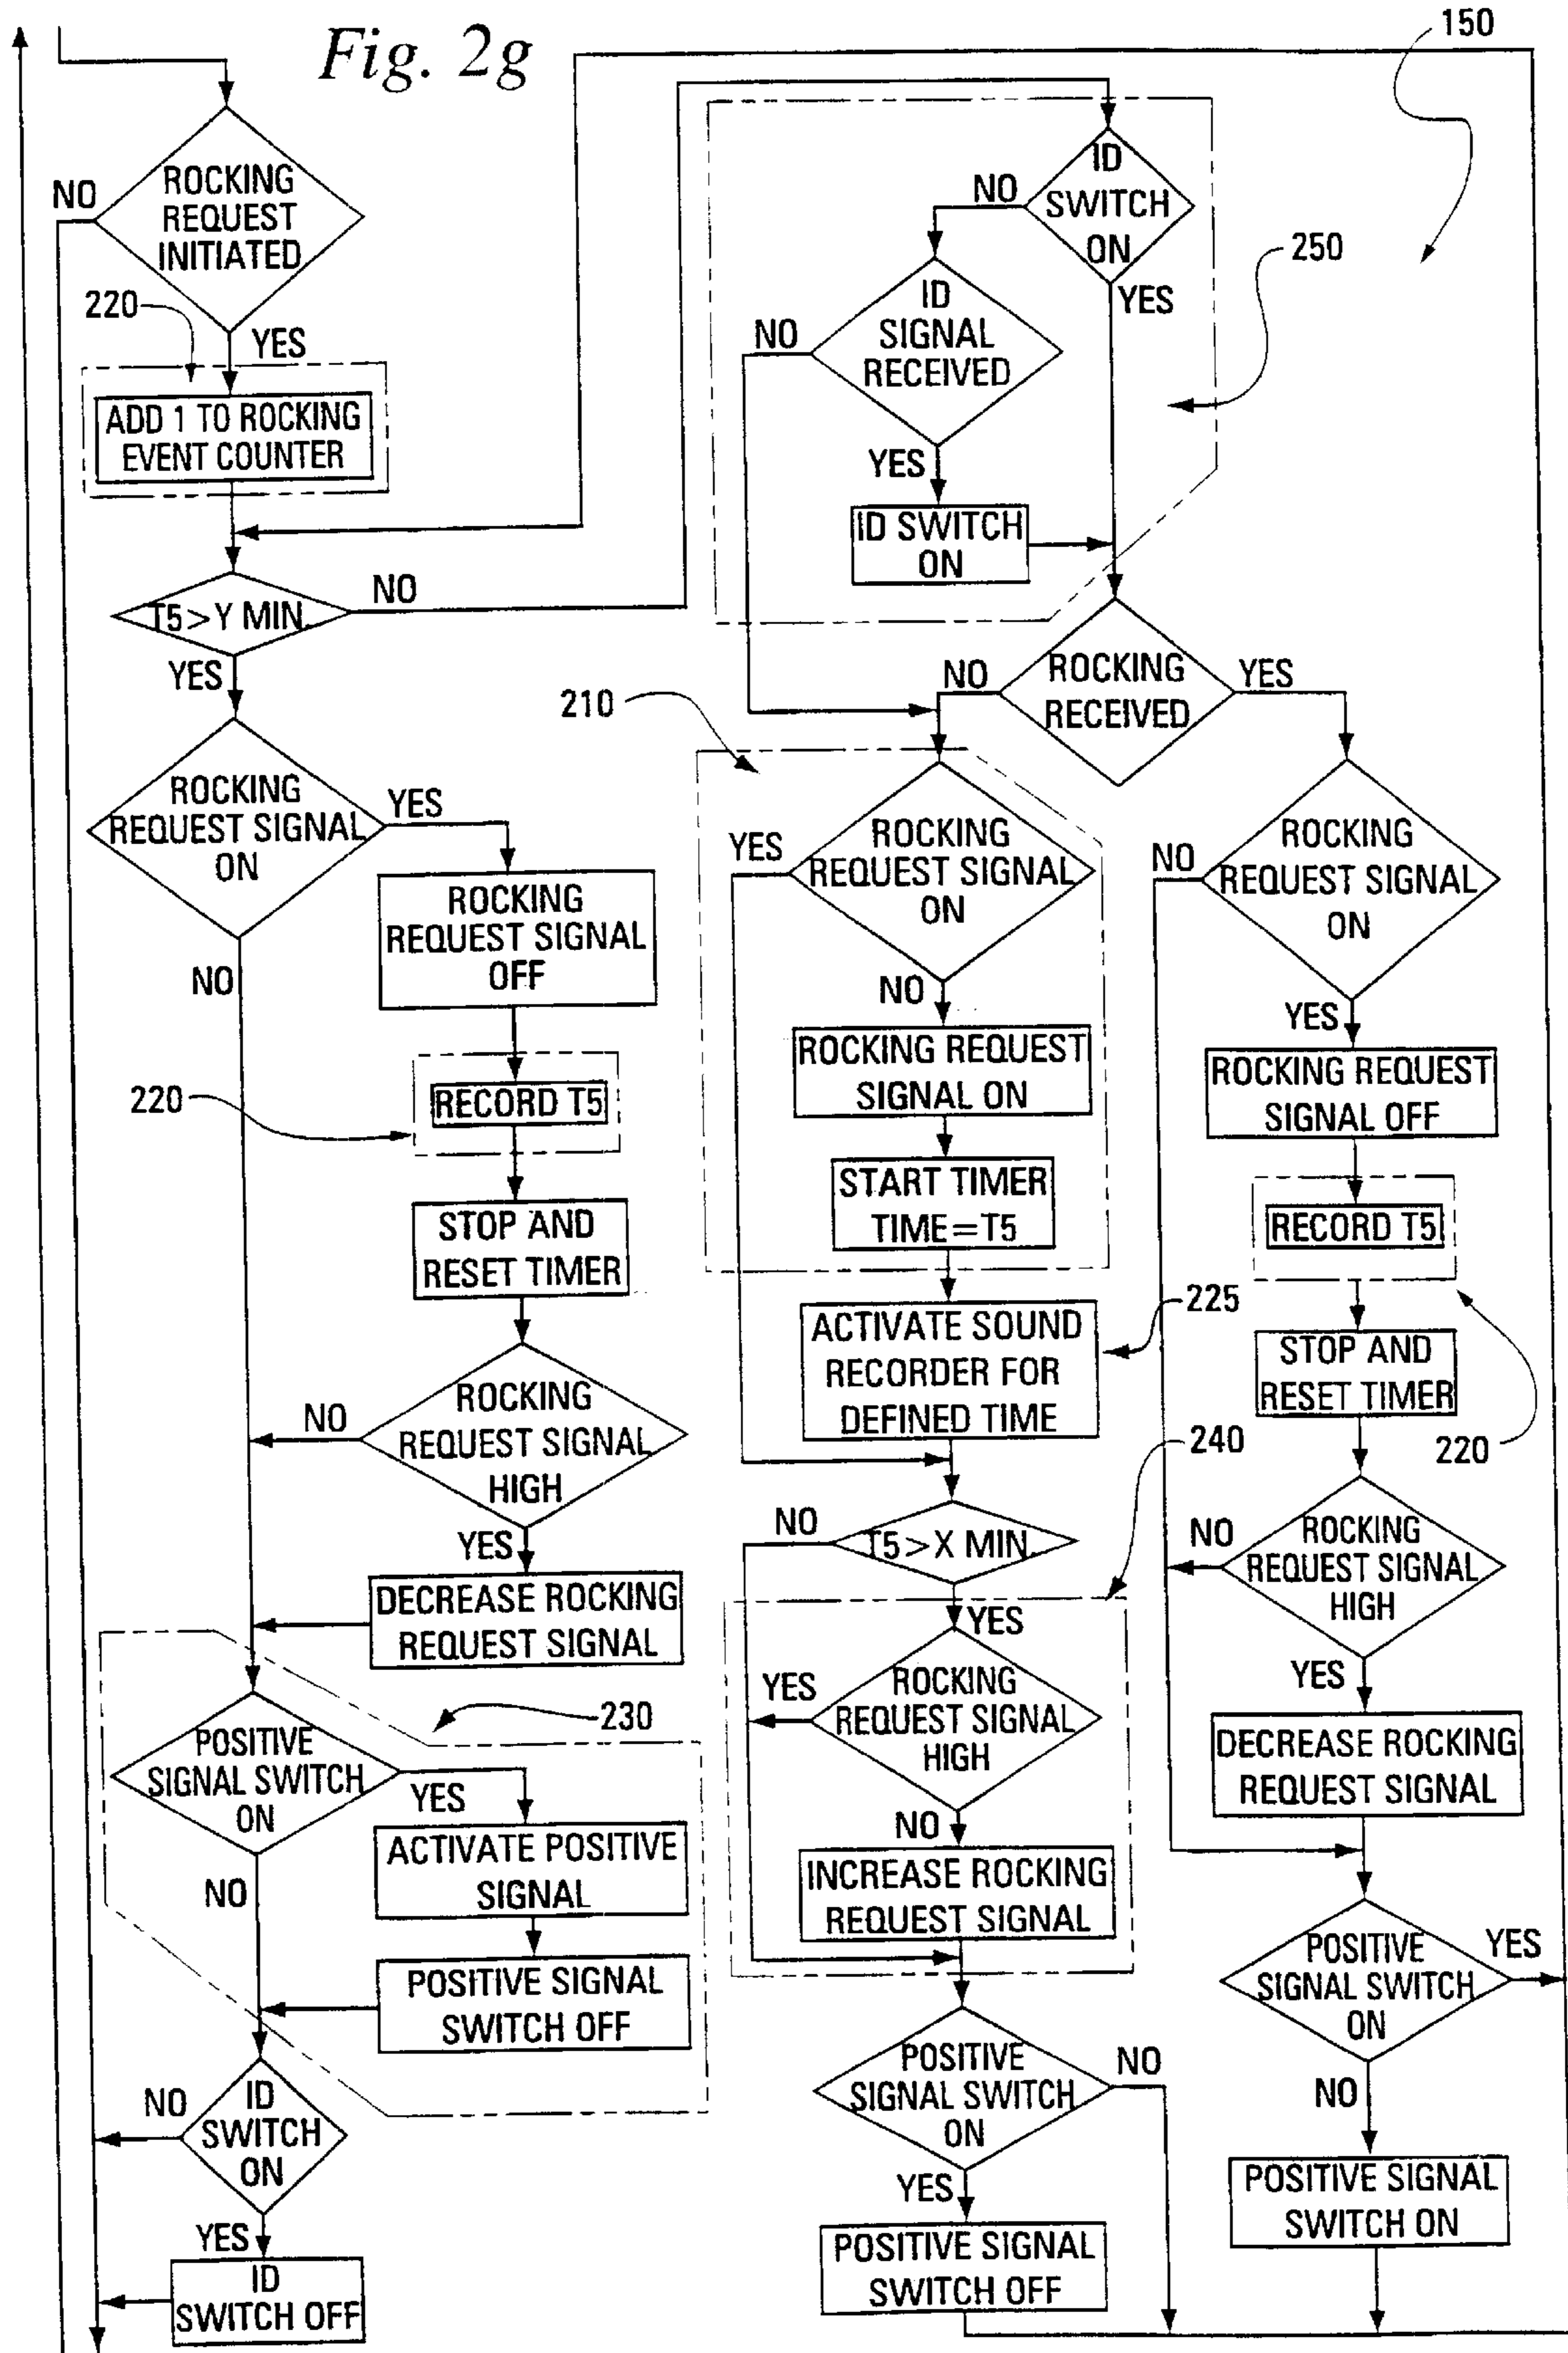 Fig. 2g
150
ROCKING
REQUEST
INITIATED
NO
YES
220
ADD 1 TO ROCKING
EVENT COUNTER
T5>Y MIN.
NO
YES
ROCKING
REQUEST SIGNAL
ON
YES
NO
ROCKING
REQUEST SIGNAL
OFF
220
RECORD T5
STOP AND
RESET TIMER
ROCKING
REQUEST SIGNAL
HIGH
NO
YES
DECREASE ROCKING
REQUEST SIGNAL
230
POSITIVE
SIGNAL SWITCH
ON
YES
NO
ACTIVATE POSITIVE
SIGNAL
POSITIVE SIGNAL
SWITCH OFF
ID
SWITCH
ON
NO
YES
ID
SWITCH OFF
ID
SWITCH
ON
NO
YES
250
ID
SIGNAL
RECEIVED
NO
YES
ID SWITCH
ON
ROCKING
RECEIVED
NO
YES
210
ROCKING
REQUEST SIGNAL
ON
YES
NO
ROCKING REQUEST
SIGNAL ON
START TIMER
TIME=T5
ACTIVATE SOUND
RECORDER FOR
DEFINED TIME
225
240
T5>X MIN.
NO
YES
ROCKING
REQUEST SIGNAL
HIGH
YES
NO
INCREASE ROCKING
REQUEST SIGNAL
POSITIVE
SIGNAL SWITCH
ON
NO
YES
POSITIVE SIGNAL
SWITCH OFF
ROCKING
REQUEST SIGNAL
ON
NO
YES
ROCKING REQUEST
SIGNAL OFF
RECORD T5
220
STOP AND
RESET TIMER
ROCKING
REQUEST SIGNAL
HIGH
NO
YES
DECREASE ROCKING
REQUEST SIGNAL
POSITIVE
SIGNAL SWITCH
ON
YES
NO
POSITIVE SIGNAL
SWITCH ON